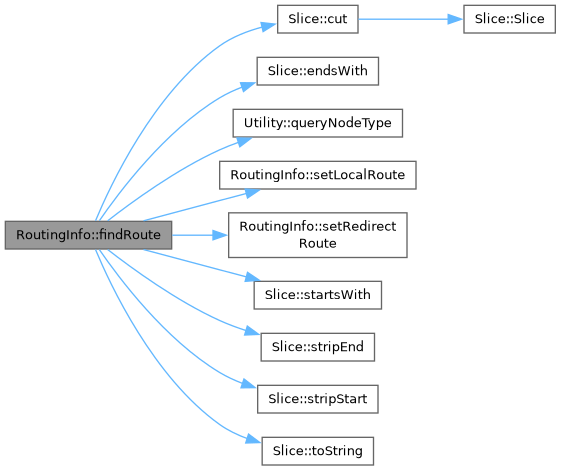 Slice::cut
Slice::Slice
Slice::endsWith
Utility::queryNodeType
RoutingInfo::setLocalRoute
RoutingInfo::findRoute
RoutingInfo::setRedirect
Route
Slice::startsWith
Slice::stripEnd
Slice::stripStart
Slice::toString